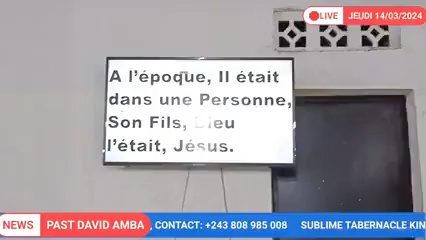 LIVE JEUDI 14/03/2024
A l'époque, Il était
dans une Personne,
Son Fils, Dieu
l'était, Jésus.
NEWS PAST DAVID AMBA , CONTACT: +243 808 985 008 SUBLIME TABERNACLE KIN